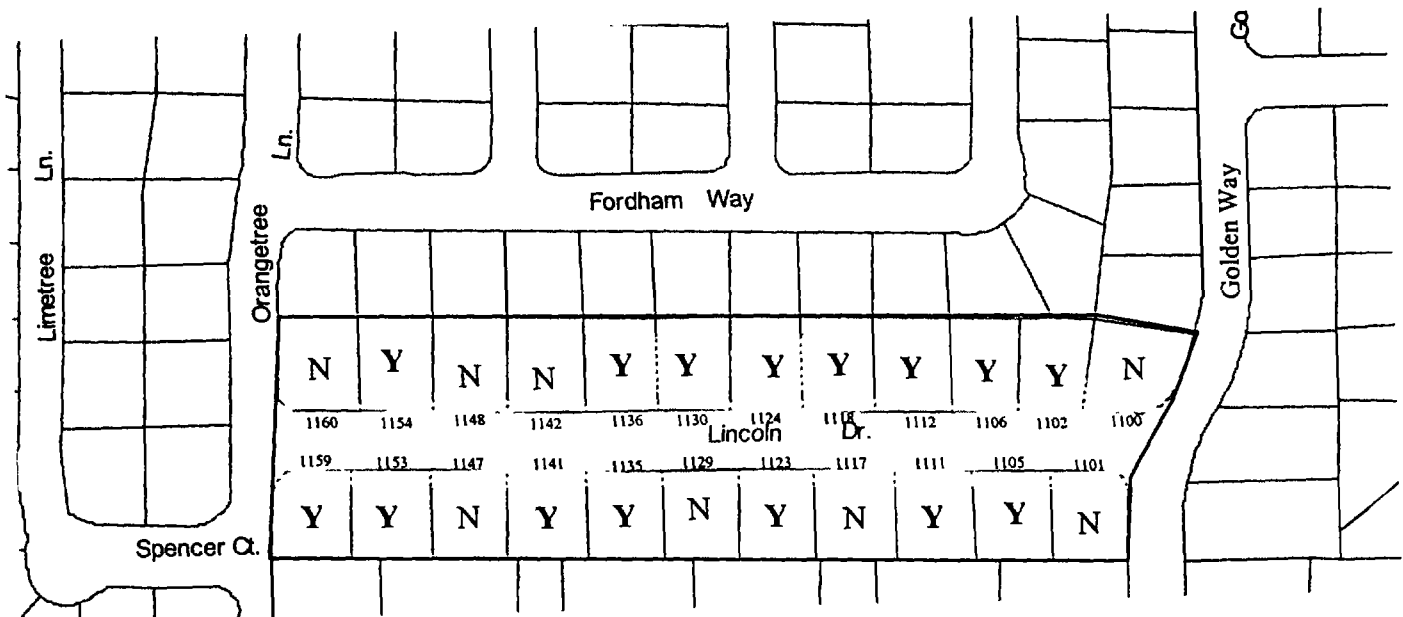 Go
Ln.
Ln.
Fordham Way
Golden Way
Orangetree
Limetree
N Y N N Y Y Y Y Y Y Y N
1160 1154 1148 1142 1136 1130 1124 1118 1112 1106 1102 1100
Lincoln Dr.
1159 1153 1147 1141 1135 1129 1123 1117 1111 1105 1101
Y Y N Y Y N Y N Y Y N
Spencer Ct.